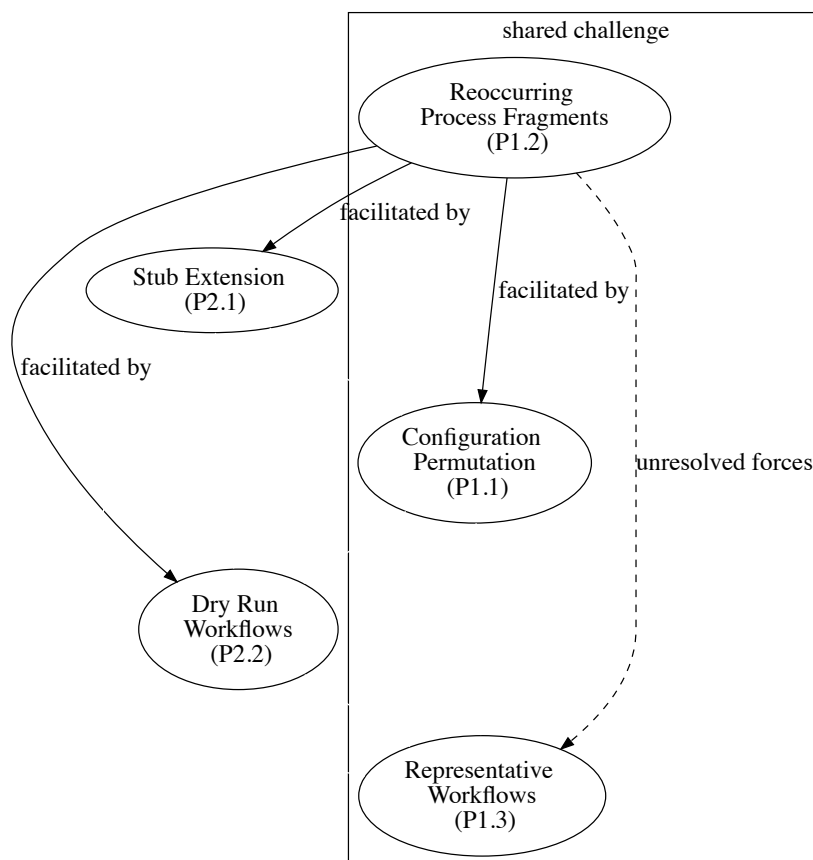 shared challenge
Reoccurring
Process Fragments
(P1.2)
facilitated by
Stub Extension
(P2.1)
facilitated by
facilitated by
Configuration
Permutation
(P1.1)
unresolved forces
Dry Run
Workflows
(P2.2)
Representative
Workflows
(P1.3)